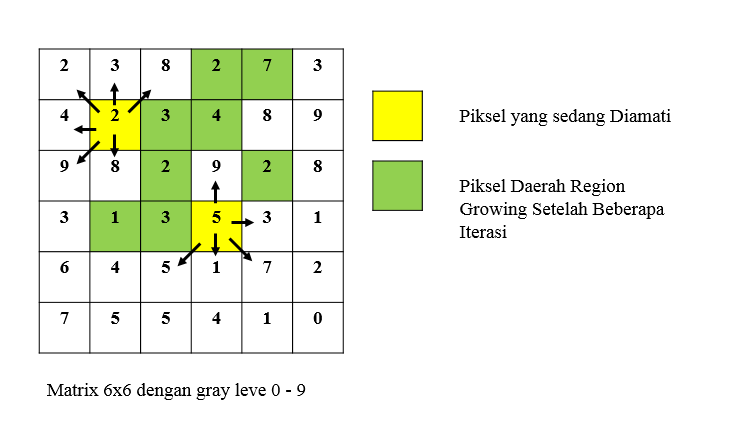 2 3 8 2 7 3
4 2 3 4 8 9
9 8 2 9 2 8
3 1 3 5 3 1
6 4 5 1 7 2
7 5 5 4 1 0
Piksel yang sedang Diamati
Piksel Daerah Region
Growing Setelah Beberapa
Iterasi
Matrix 6x6 dengan gray leve 0 - 9